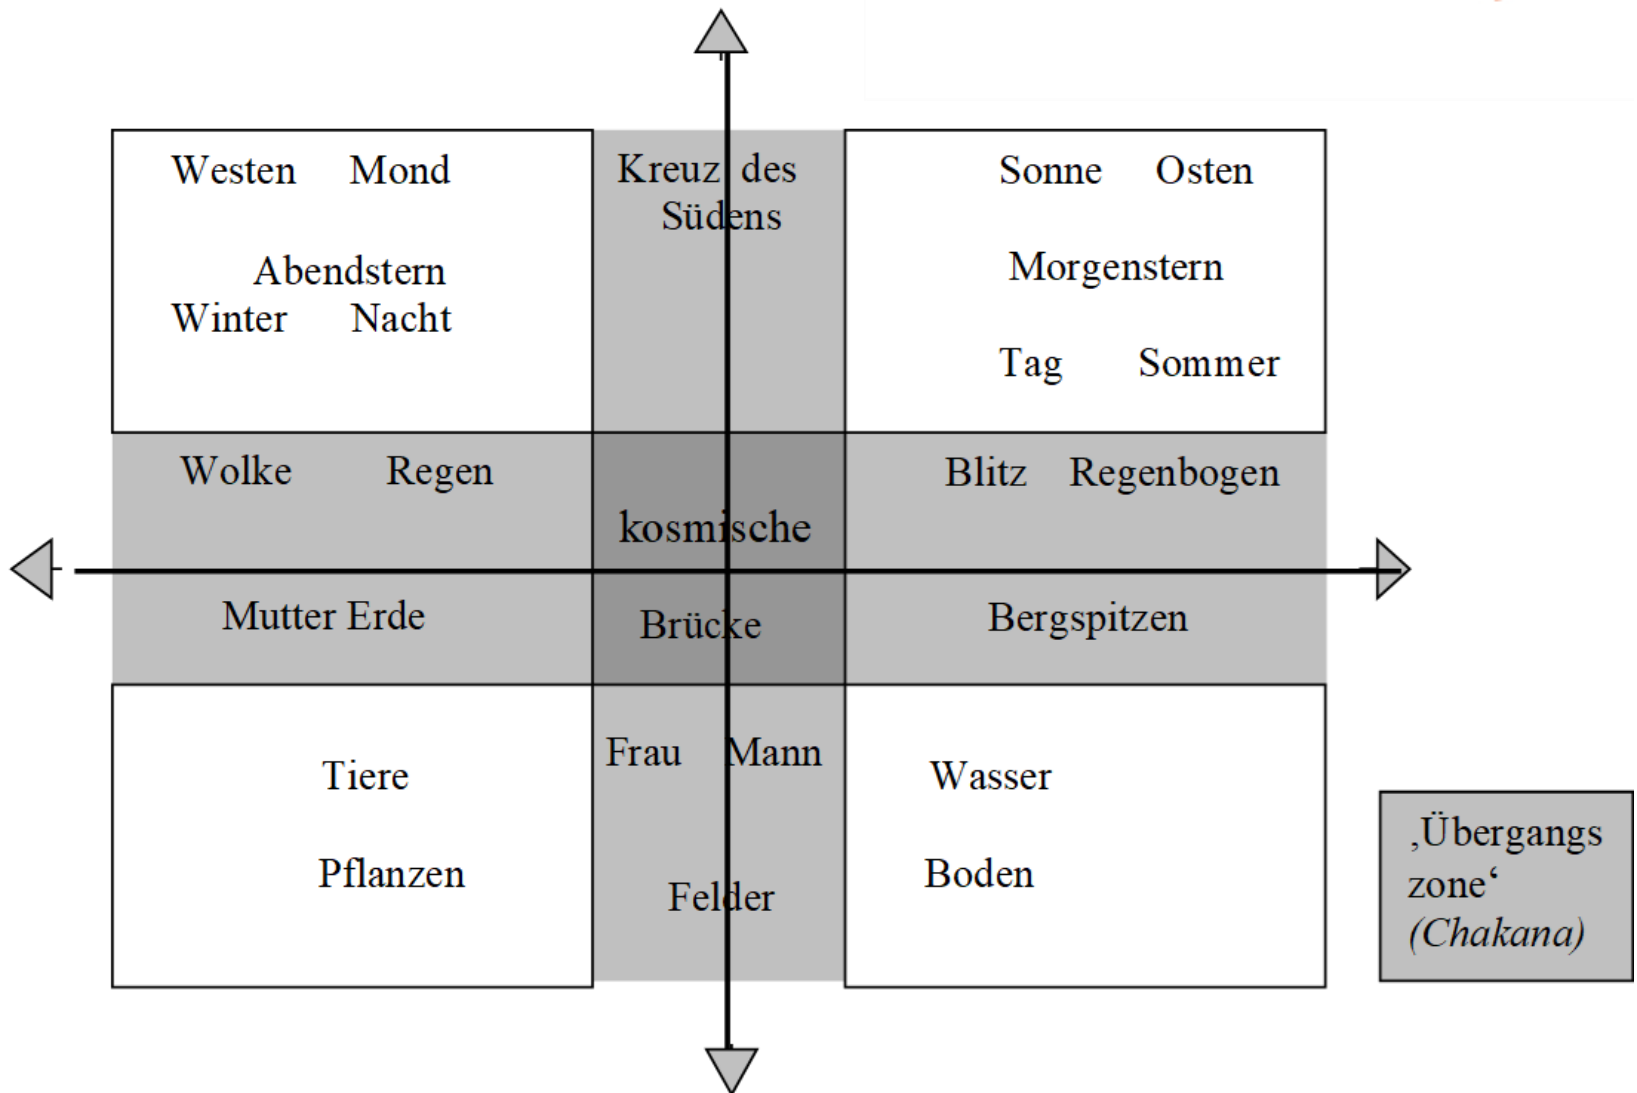 Westen Mond
Abendstern
Winter Nacht
Kreuz des
Südens
Sonne Osten
Morgenstern
Tag Sommer
Wolke Regen
Mutter Erde
kosmische
Brücke
Blitz Regenbogen
Bergspitzen
Tiere
Pflanzen
Frau Mann
Felder
Wasser
Boden
‚Übergangs
zone‘
(Chakana)